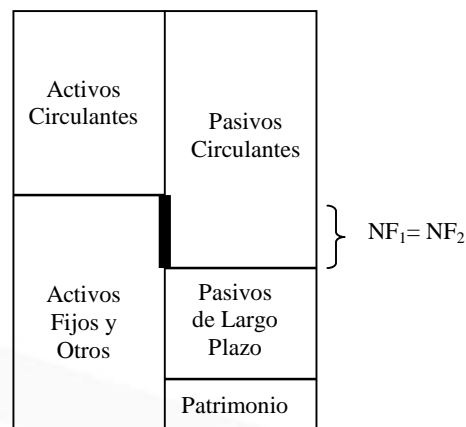 Activos
Circulantes
Pasivos
Circulantes
NF₁= NF₂
Activos
Fijos y
Otros
Pasivos
de Largo
Plazo
Patrimonio